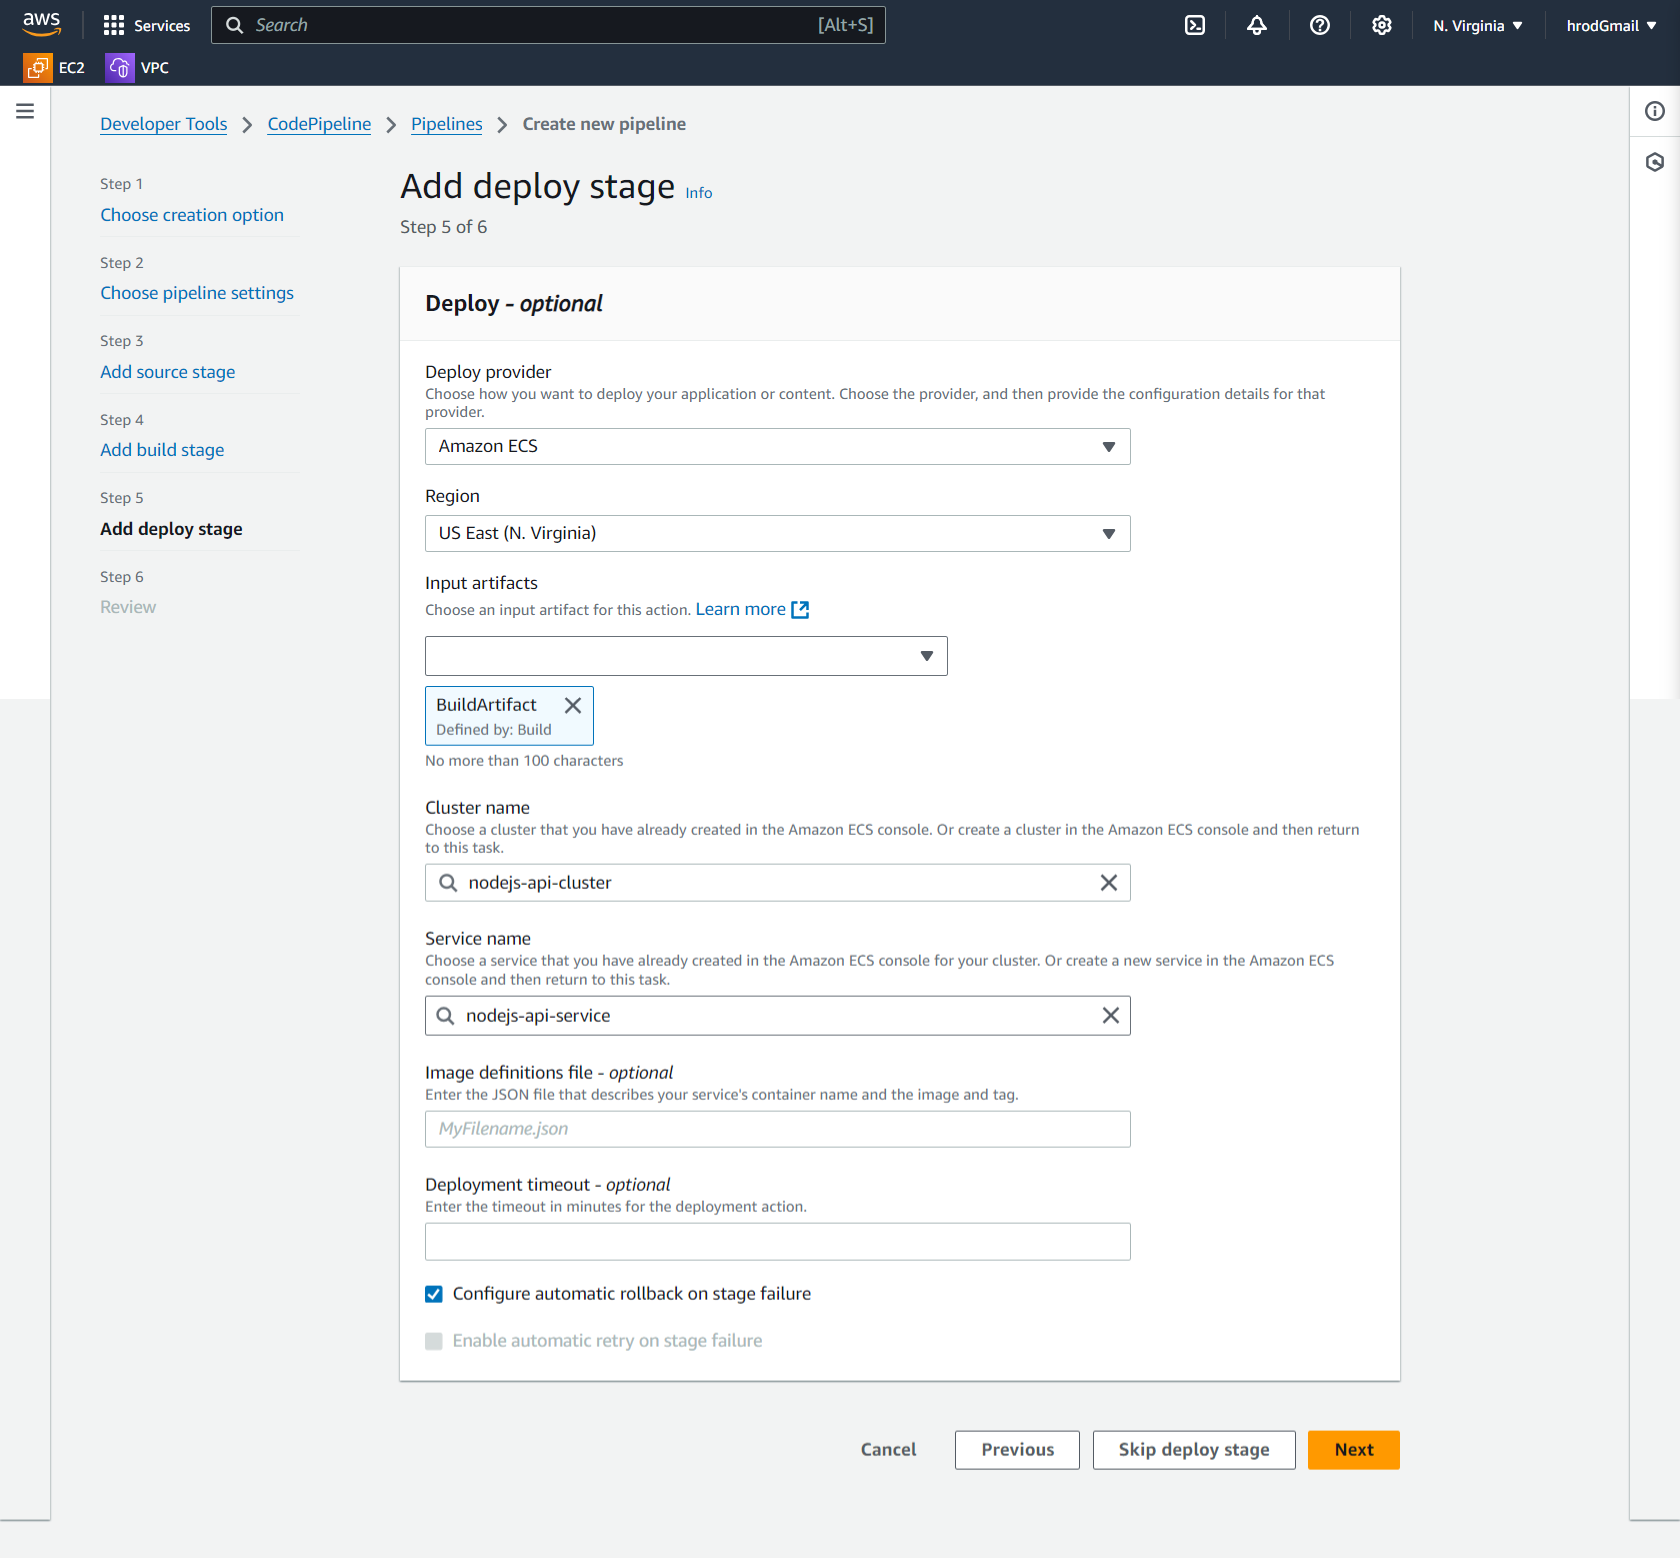 aws
Services
Search
[Alt+S]
N. Virginia
hrodGmail
EC2
VPC
Developer Tools
CodePipeline
Pipelines
Create new pipeline
Step 1
Choose creation option
Step 2
Choose pipeline settings
Step 3
Add source stage
Step 4
Add build stage
Step 5
Add deploy stage
Step 6
Review
Add deploy stage Info
Step 5 of 6
Deploy - optional
Deploy provider
Choose how you want to deploy your application or content. Choose the provider, and then provide the configuration details for that
provider.
Amazon ECS
Region
US East (N. Virginia)
Input artifacts
Choose an input artifact for this action. Learn more
BuildArtifact
Defined by: Build
No more than 100 characters
Cluster name
Choose a cluster that you have already created in the Amazon ECS console. Or create a cluster in the Amazon ECS console and then return
to this task.
nodejs-api-cluster
Service name
Choose a service that you have already created in the Amazon ECS console for your cluster. Or create a new service in the Amazon ECS
console and then return to this task.
nodejs-api-service
Image definitions file - optional
Enter the JSON file that describes your service's container name and the image and tag.
MyFilename.json
Deployment timeout - optional
Enter the timeout in minutes for the deployment action.
Configure automatic rollback on stage failure
Enable automatic retry on stage failure
Cancel
Previous
Skip deploy stage
Next